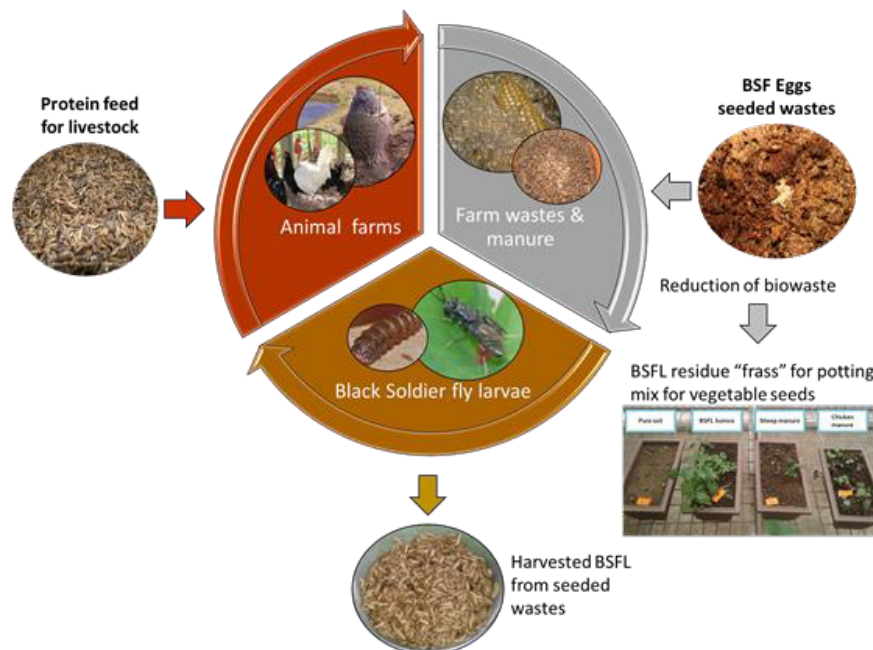 Protein feed
for livestock
Animal  farms
Farm wastes &
manure
BSF Eggs
seeded wastes
Reduction of biowaste
BSFL residue “frass” for potting
mix for vegetable seeds
Pure soil
BSFL humus
Sheep manure
Chicken
manure
Black Soldier fly larvae
Harvested BSFL
from seeded
wastes